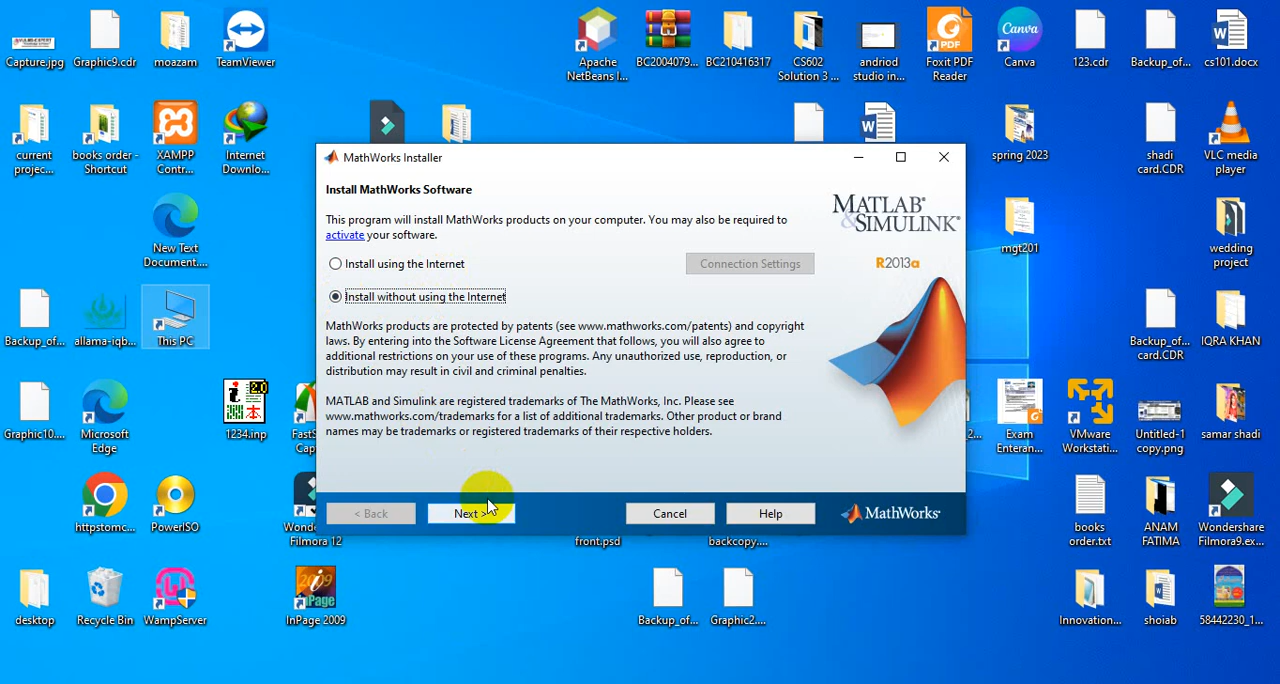 Capture.jpg
Graphic9.cdr
moazam
TeamViewer
Apache
NetBeans I...
BC2004079...
BC210416317
CS602
Solution 3 ...
andriod
studio in...
Foxit PDF
Reader
Canva
Canva
123.cdr
Backup_of...
cs101.docx
current
projec...
books order -
Shortcut
XAMPP
Contr...
Internet
Downlo...
spring 2023
shadi
card.CDR
VLC media
player
New Text
Document....
mgt201
wedding
project
Backup_of...
allama-iqb...
This PC
Backup_of...
card.CDR
IQRA KHAN
Graphic10....
Microsoft
Edge
1234.inp
FastS
Cap
Exam
Enteran...
VMware
Workstati...
Untitled-1
copy.png
samar shadi
httpstomc...
PowerISO
Wond
Filmora 12
front.psd
backcopy....
books
order.txt
ANAM
FATIMA
Wondershare
Filmora9.ex...
desktop
Recycle Bin
WampServer
2009
InPage
InPage 2009
Backup_of...
Graphic2....
Innovation...
shoiab
58442230_1...
MathWorks Installer
Install MathWorks Software
This program will install MathWorks products on your computer. You may also be required to
activate your software.
Install using the Internet
Connection Settings
Install without using the Internet
MathWorks products are protected by patents (see www.mathworks.com/patents) and copyright
laws. By entering into the Software License Agreement that follows, you will also agree to
additional restrictions on your use of these programs. Any unauthorized use, reproduction, or
distribution may result in civil and criminal penalties.
MATLAB and Simulink are registered trademarks of The MathWorks, Inc. Please see
www.mathworks.com/trademarks for a list of additional trademarks. Other product or brand
names may be trademarks or registered trademarks of their respective holders.
MATLAB®
&SIMULINK®
R2013a
< Back
Next >
Cancel
Help
MathWorks®